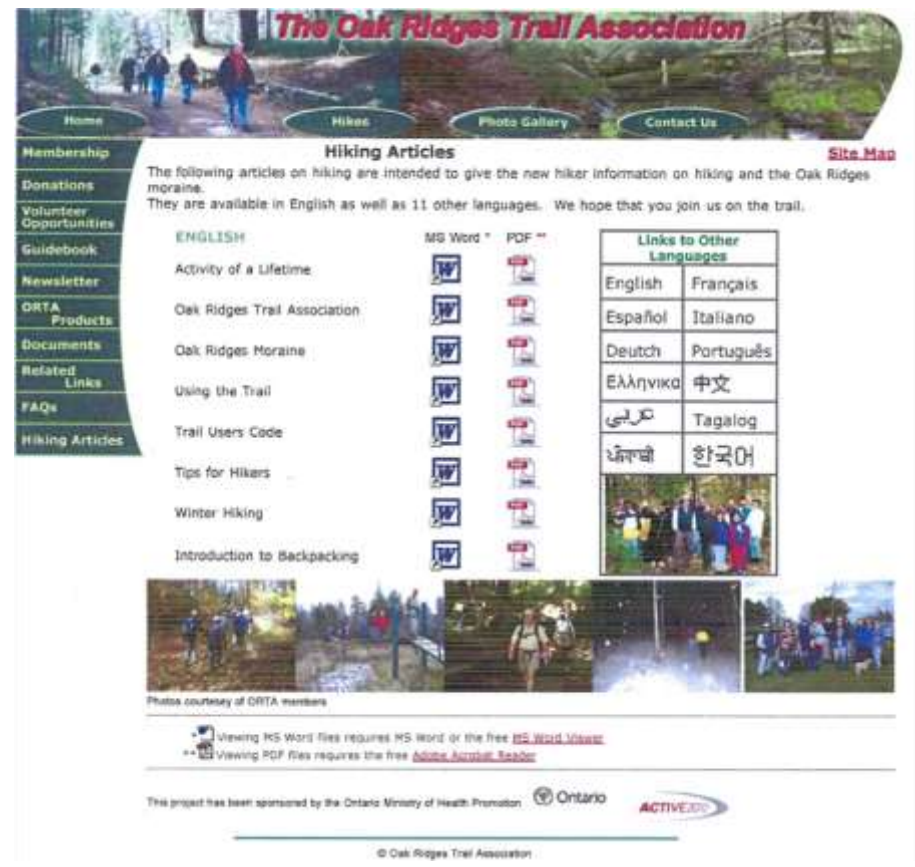 The Oak Ridges Trail Association
Home
Hikes
Photo Gallery
Contact Us
Membership
Donations
Volunteer
Opportunities
Guidebook
Newsletter
ORTA
Products
Documents
Related
Links
FAQs
Hiking Articles
Hiking Articles
Site Map
The following articles on hiking are intended to give the new hiker information on hiking and the Oak Ridges
moraine.
They are available in English as well as 11 other languages. We hope that you join us on the trail.
ENGLISH MS Word * PDF **
Activity of a Lifetime
Oak Ridges Trail Association
Oak Ridges Moraine
Using the Trail
Trail Users Code
Tips for Hikers
Winter Hiking
Introduction to Backpacking
Links to Other
Languages
English Français
Español Italiano
Deutch Português
Ελληνικα 中文
عربي Tagalog
ਪੰਜਾਬੀ 한국어
Photos courtesey of ORTA members
* Viewing MS Word files requires MS Word or the free MS Word Viewer
** Viewing PDF files requires the free Adobe Acrobat Reader
This project has been sponsored by the Ontario Ministry of Health Promotion Ontario ACTIVE2010
© Oak Ridges Trail Association